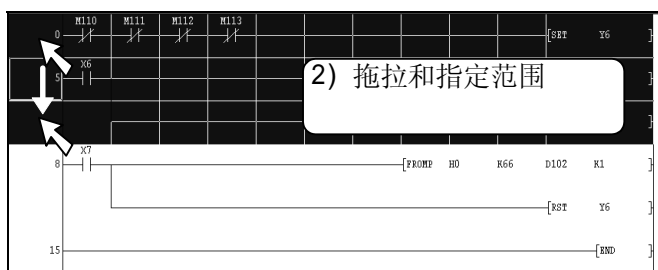 M110 M111 M112 M113
0 [SET Y6 ]
X6
5
2) 拖拉和指定范围
X7
8 [FROMP H0 K66 D102 K1 ]
[RST Y6 ]
15 [END ]